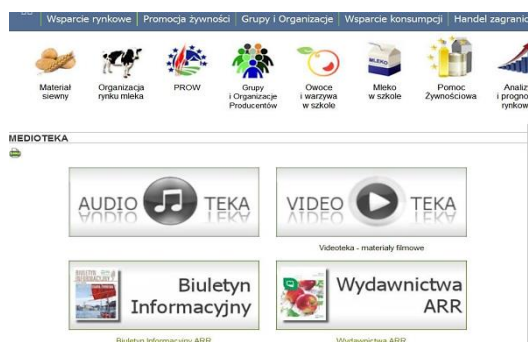 Wsparcie rynkowe | Promocja żywności | Grupy i Organizacje | Wsparcie konsumpcji | Handel zagranic
Materiał siewny
Organizacja rynku mleka
PROW
Grupy i Organizacje Producentów
Owoce i warzywa w szkole
MLEKO
Mleko w szkole
Pomoc Żywnościowa
Analiz i progno rynkow
MEDIOTEKA
AUDIO TEKA
VIDEO TEKA
Videoteka - materiały filmowe
Biuletyn
Informacyjny
Wydawnictwa
ARR
Biuletyn Informacyjny ARR
Wydawnictwa ARR